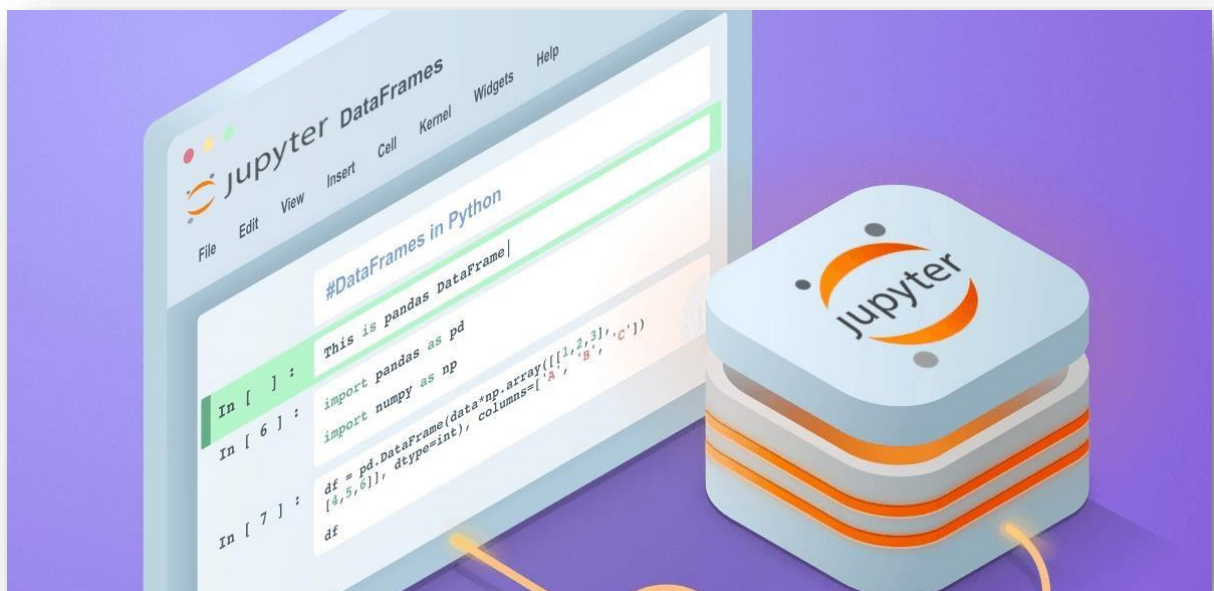 jupyter DataFrames
File Edit View Insert Cell Kernel Widgets Help
#DataFrames in Python
In [ ] : This is pandas DataFrame|
In [ 6 ] : import pandas as pd
import numpy as np
In [ 7 ] : df = pd.DataFrame(data*np.array([[1,2,3],
[4,5,6]], dtype=int), columns=['A', 'B', 'C'])
df
jupyter